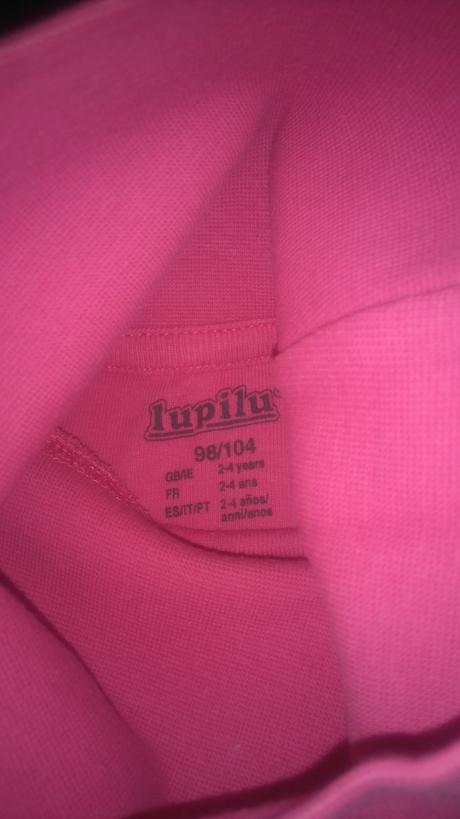 lupilu
98/104
GB/IE 2-4 years
FR 2-4 ans
ES/IT/PT 2-4 años/
anni/anos